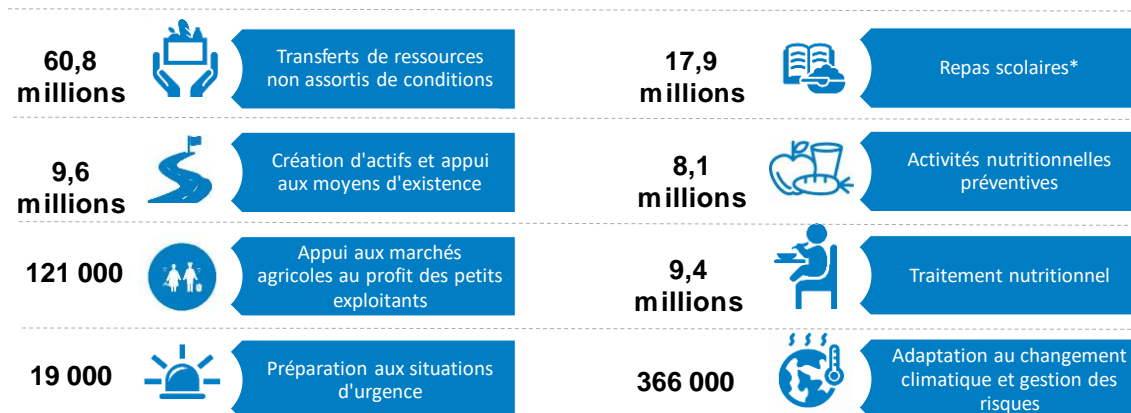 60,8
millions
Transferts de ressources
non assortis de conditions
17,9
millions
Repas scolaires*
9,6
millions
Création d'actifs et appui
aux moyens d'existence
8,1
millions
Activités nutritionnelles
préventives
121 000
Appui aux marchés
agricoles au profit des petits
exploitants
9,4
millions
Traitement nutritionnel
19 000
Préparation aux situations
d'urgence
366 000
Adaptation au changement
climatique et gestion des
risques